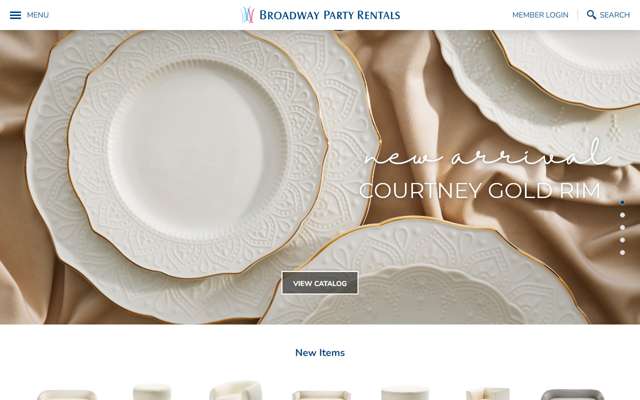 MENU
BROADWAY PARTY RENTALS
MEMBER LOGIN
SEARCH
new arrival
COURTNEY GOLD RIM
VIEW CATALOG
New Items